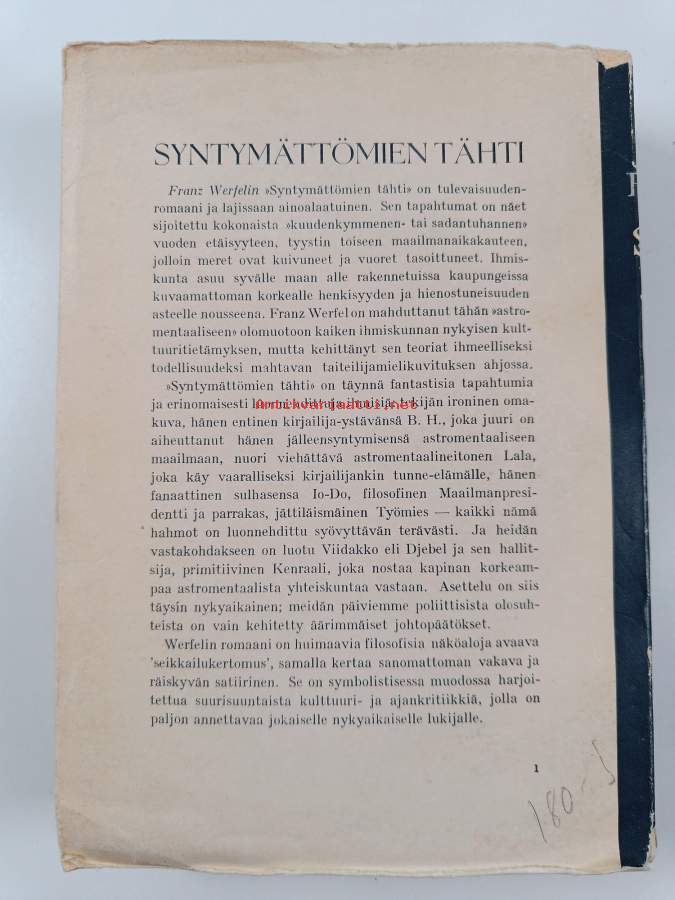 SYNTYMÄTTÖMIEN TÄHTI
Franz Werfelin »Syntymättömien tähti» on tulevaisuuden-
romaani ja lajissaan ainoalaatuinen. Sen tapahtumat on näet
sijoitettu kokonaista »kuudenkymmenen- tai sadantuhannen»
vuoden etäisyyteen, tyystin toiseen maailmanaikakauteen,
jolloin meret ovat kuivuneet ja vuoret tasoittuneet. Ihmis-
kunta asuu syvälle maan alle rakennetuissa kaupungeissa
kuvaamattoman korkealle henkisyyden ja hienostuneisuuden
asteelle nousseena. Franz Werfel on mahduttanut tähän »astro-
mentaaliseen» olomuotoon kaiken ihmiskunnan nykyisen kult-
tuuritietämyksen, mutta kehittänyt sen teoriat ihmeelliseksi
todellisuudeksi mahtavan taiteilijamielikuvituksen ahjossa.
»Syntymättömien tähti» on täynnä fantastisia tapahtumia
ja erinomaisesti ihmisiä: tekijän ironinen oma-
Antikvariaatti.net
kuva, hänen entinen kirjailija-ystävänsä B. H., joka juuri on
aiheuttanut hänen jälleensyntymisensä astromentaaliseen
maailmaan, nuori viehättävä astromentaalineitonen Lala,
joka käy vaaralliseksi kirjailijankin tunne-elämälle, hänen
fanaattinen sulhasensa Io-Do, filosofinen Maailmanpresi-
dentti ja parrakas, jättiläismäinen Työmies — kaikki nämä
hahmot on luonnehdittu syövyttävän terävästi. Ja heidän
vastakohdakseen on luotu Viidakko eli Djebel ja sen hallit-
sija, primitiivinen Kenraali, joka nostaa kapinan korkeam-
paa astromentaalista yhteiskuntaa vastaan. Asettelu on siis
täysin nykyaikainen; meidän päiviemme poliittisista olosuh-
teista on vain kehitetty äärimmäiset johtopäätökset.
Werfelin romaani on huimaavia filosofisia näköaloja avaava
'seikkailukertomus', samalla kertaa sanomattoman vakava ja
räiskyvän satiirinen. Se on symbolistisessa muodossa harjoi-
tettua suurisuuntaista kulttuuri- ja ajankritiikkiä, jolla on
paljon annettavaa jokaiselle nykyaikaiselle lukijalle.
1
180-